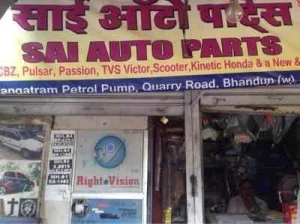 साई ऑटो पार्ट्स
SAI AUTO PARTS
CBZ, Pulsar, Passion, TVS Victor,Scooter,Kinetic Honda & a New &
angatram Petrol Pump, Quarry Road, Bhandup (w)
Right Vision